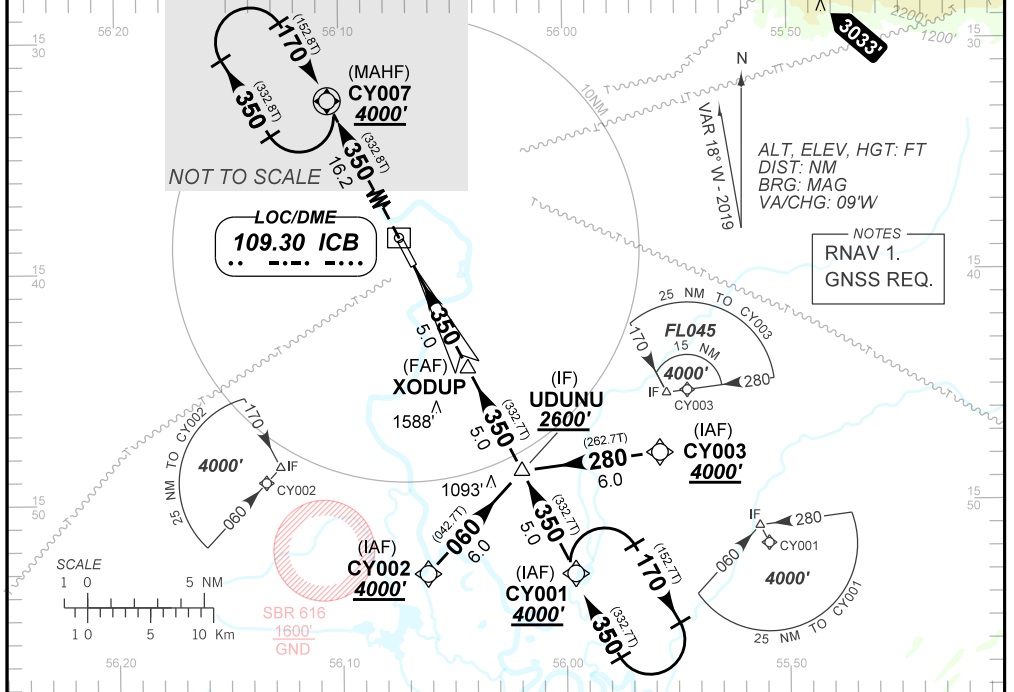 56'20
56'10
56'00
55'50
15
30
15
30
2200'
1200'
3033'
170
(152.8T)
350
(332.8T)
(MAHF)
CY007
4000'
350
(332.8T)
16.2
NOT TO SCALE
10NM
N
VAR 18° W - 2019
ALT, ELEV, HGT: FT
DIST: NM
BRG: MAG
VA/CHG: 09'W
LOC/DME
109.30 ICB
NOTES
RNAV 1.
GNSS REQ.
15
40
15
40
350
5.0
(FAF)
XODUP
1588'
25 NM TO CY003
FL045
15 NM
4000'
170
280
IF
CY003
(IF)
UDUNU
2600'
350
(332.7T)
5.0
(262.7T)
280
6.0
(IAF)
CY003
4000'
25 NM TO CY002
170
4000'
IF
CY002
060
1093'
(042.7T)
060
6.0
350
(332.7T)
5.0
15
50
15
50
IF
280
060
CY001
4000'
25 NM TO CY001
(IAF)
CY002
4000'
(IAF)
CY001
4000'
170
(152.7T)
350
(332.7T)
SCALE
1 0 5 NM
1 0 5 10 Km
SBR 616
1600'
GND
56,20
56,10
56,00
55,50